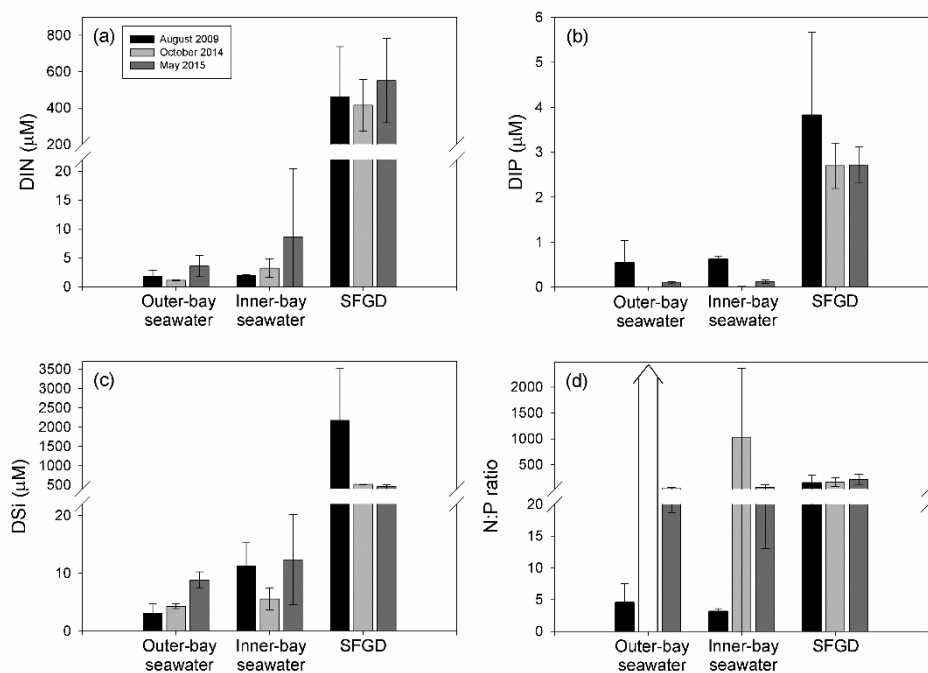 (a)
August 2009
October 2014
May 2015
DIN (μM)
800
600
400
200
20
15
10
5
0
Outer-bay seawater
Inner-bay seawater
SFGD
(b)
DIP (μM)
6
5
4
3
2
1
0
Outer-bay seawater
Inner-bay seawater
SFGD
(c)
DSi (μM)
3500
3000
2500
2000
1500
1000
500
20
10
0
Outer-bay seawater
Inner-bay seawater
SFGD
(d)
N:P ratio
2000
1500
1000
500
20
15
10
5
0
Outer-bay seawater
Inner-bay seawater
SFGD